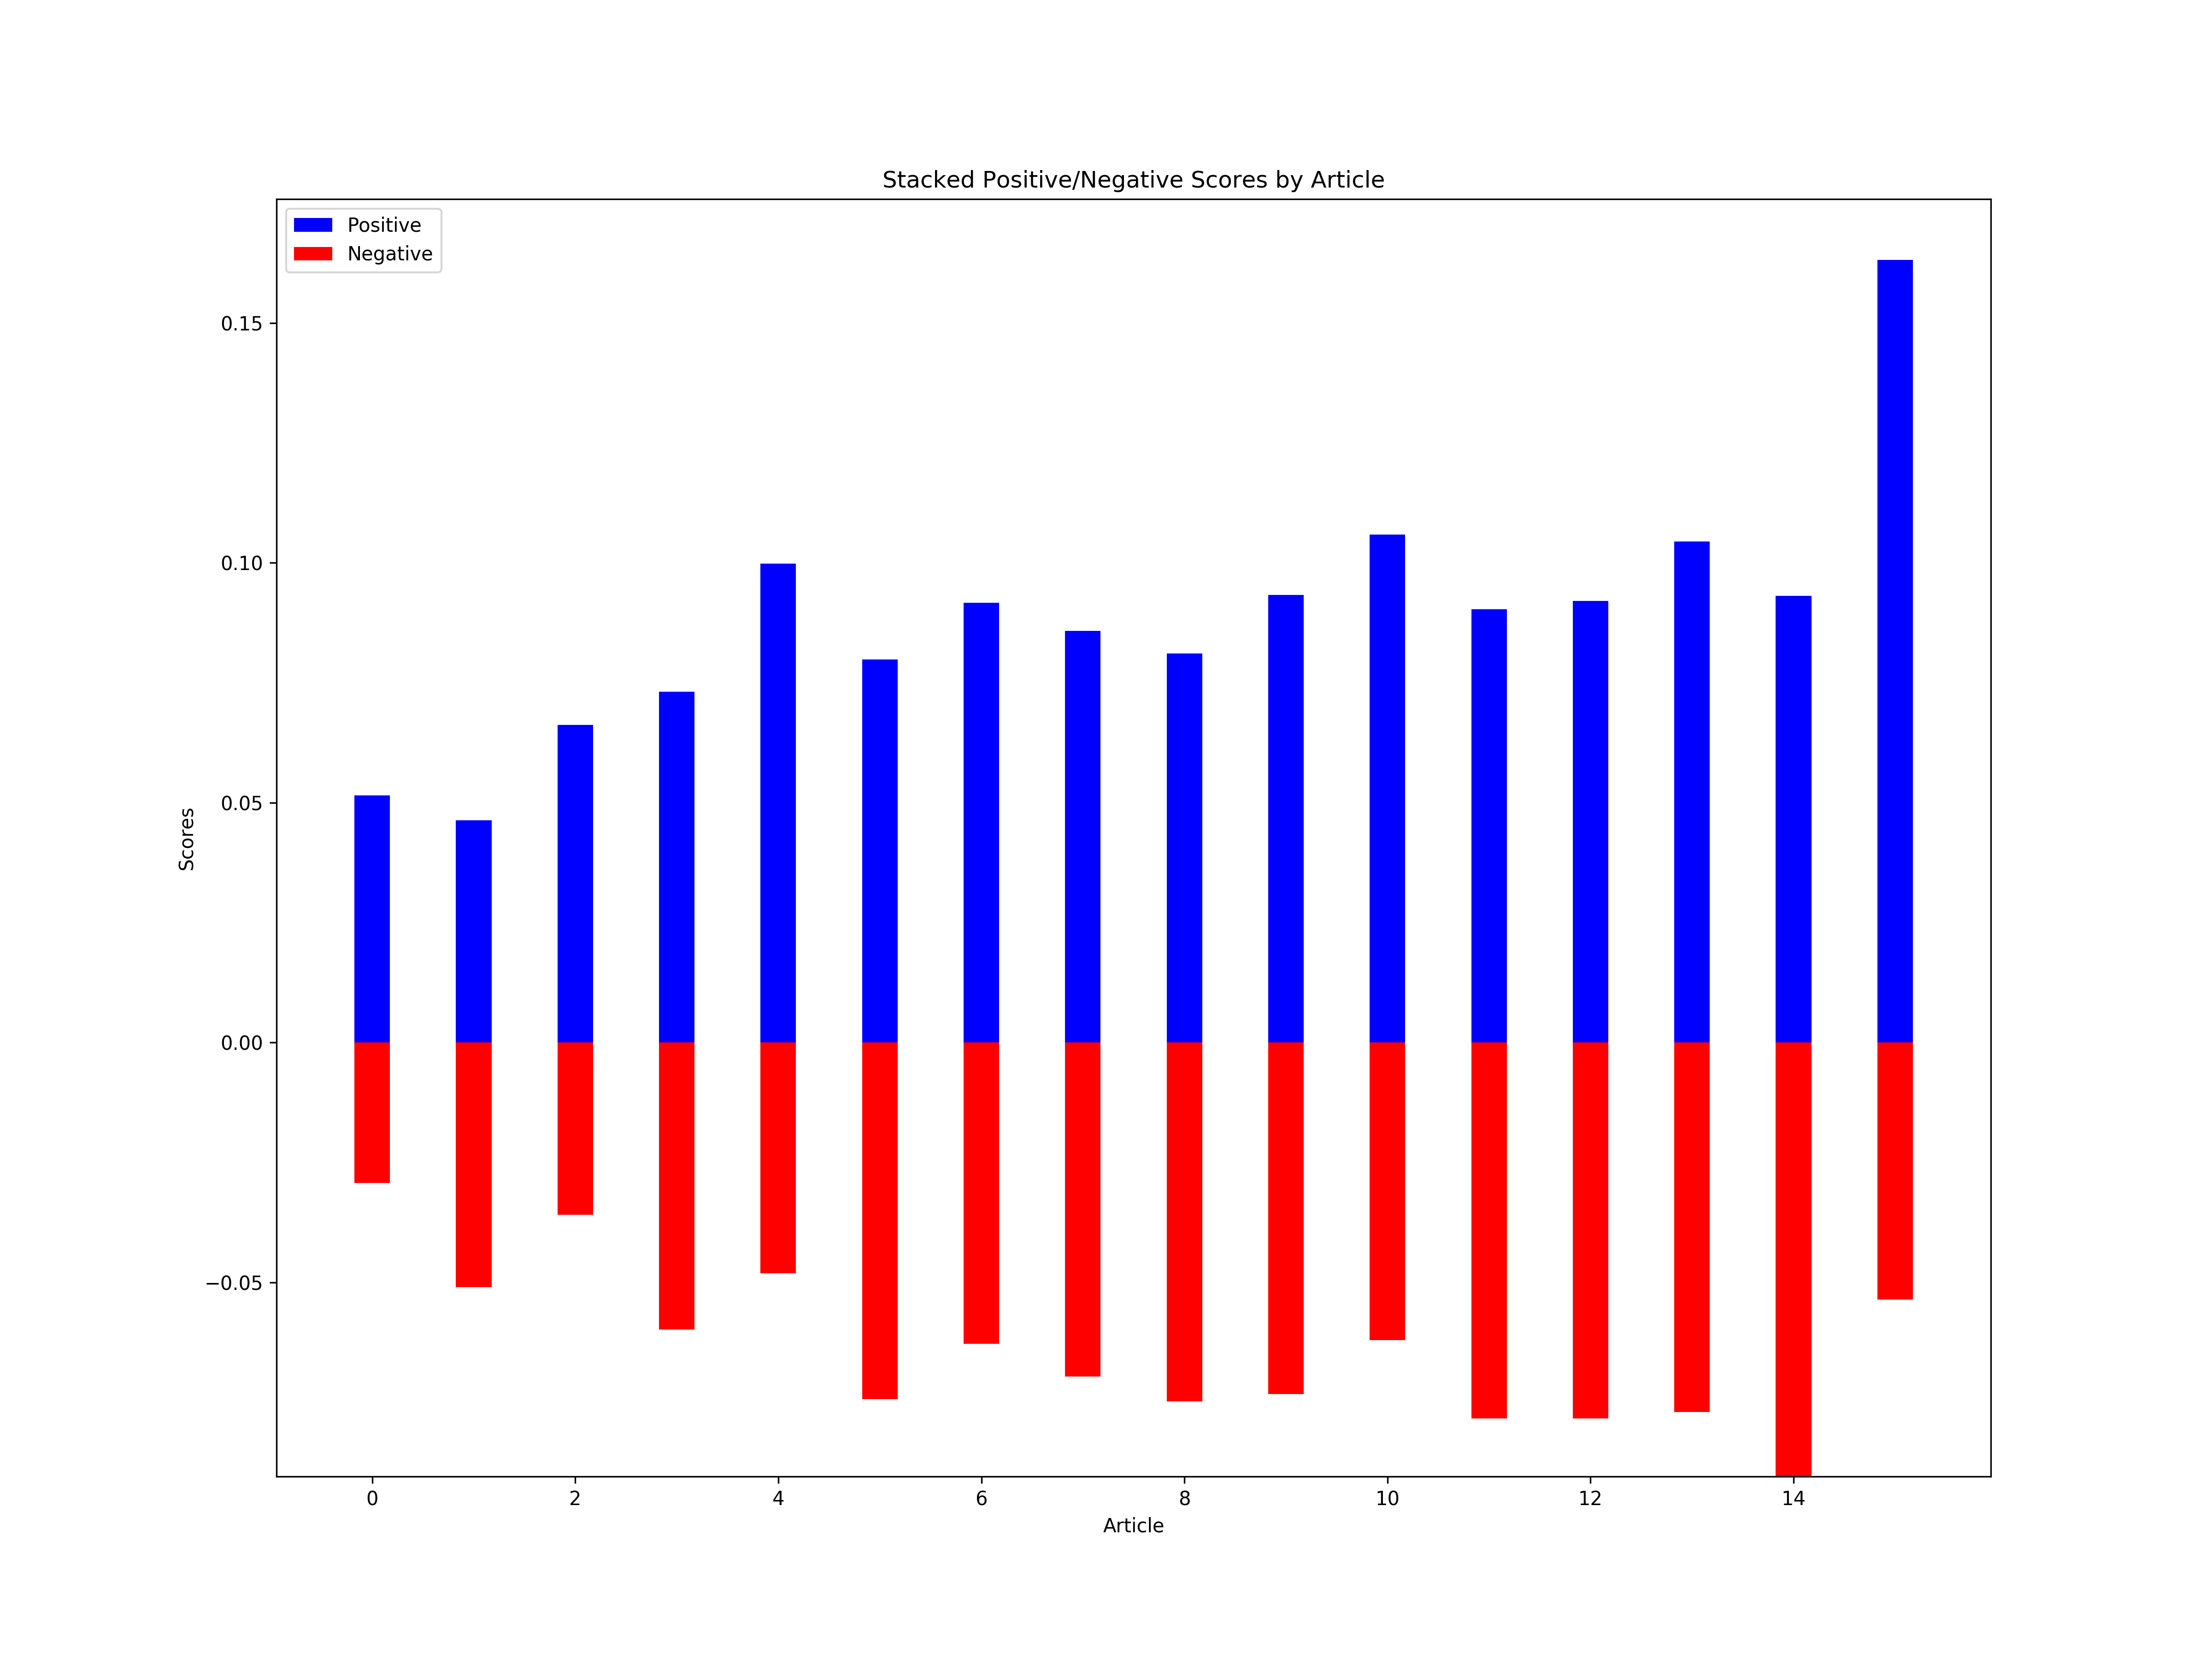 Stacked Positive/Negative Scores by Article
Positive
Negative
0.15
0.10
0.05
0.00
−0.05
Scores
0 2 4 6 8 10 12 14
Article